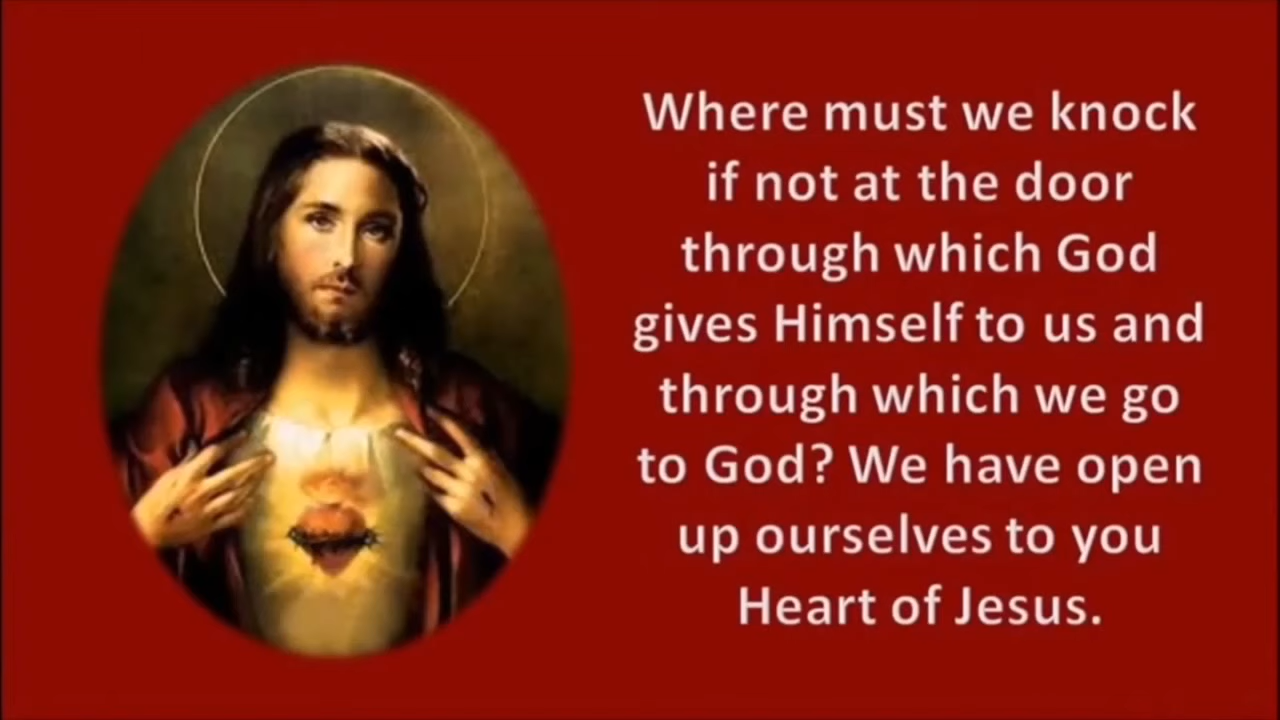 Where must we knock
if not at the door
through which God
gives Himself to us and
through which we go
to God? We have open
up ourselves to you
Heart of Jesus.